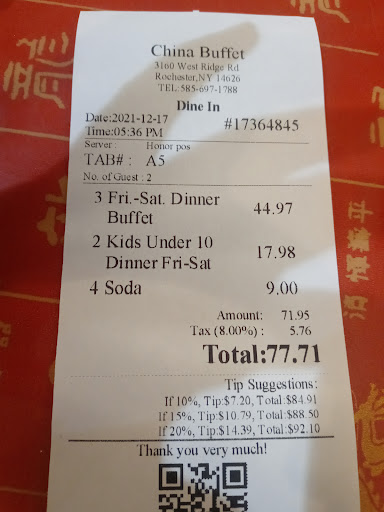 China Buffet
3160 West Ridge Rd
Rochester,NY 14626
TEL:585-697-1788
Dine In
Date:2021-12-17
#17364845
Time:05:36 PM
Server : Honor pos
TAB# : A5
No. of Guest : 2
3 Fri.-Sat. Dinner Buffet 44.97
2 Kids Under 10 Dinner Fri-Sat 17.98
4 Soda 9.00
Amount: 71.95
Tax (8.00%) : 5.76
Total:77.71
Tip Suggestions:
If 10%, Tip:$7.20, Total:$84.91
If 15%, Tip:$10.79, Total:$88.50
If 20%, Tip:$14.39, Total:$92.10
Thank you very much!